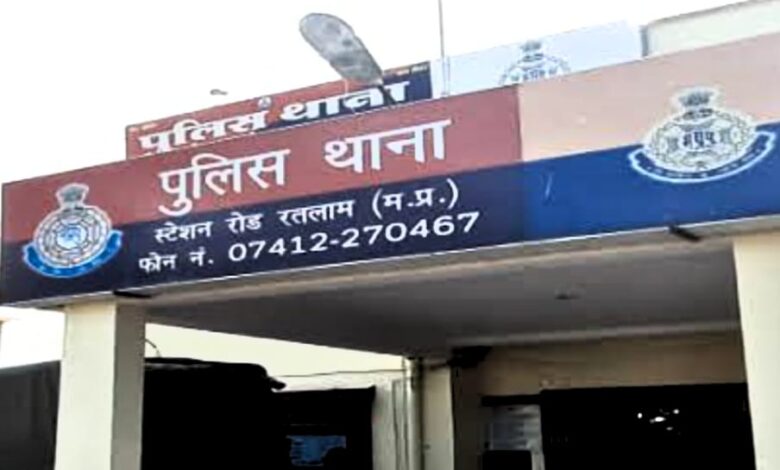 पुलिस थाना
पुलिस थाना
स्टेशन रोड रतलाम (म.प्र.)
फोन नं. 07412-270467